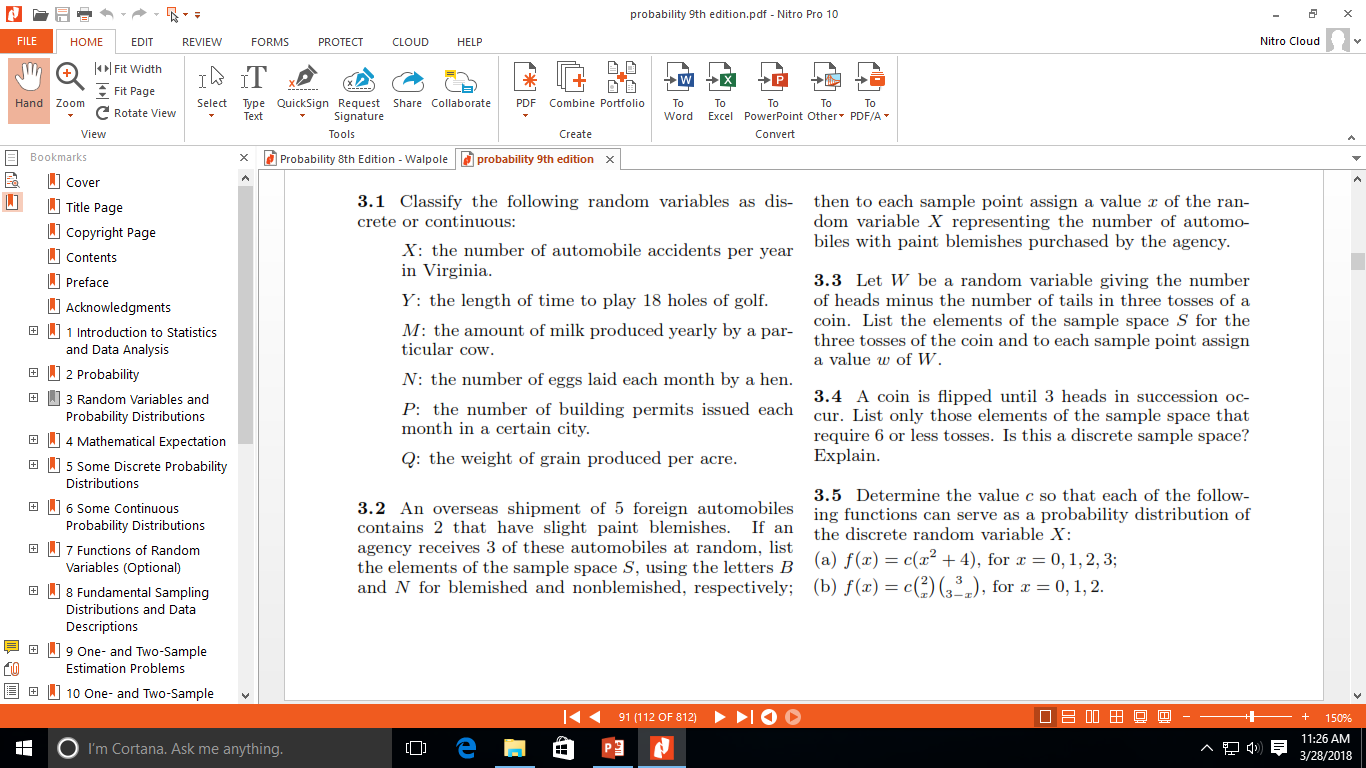 probability 9th edition.pdf - Nitro Pro 10
FILE HOME EDIT REVIEW FORMS PROTECT CLOUD HELP
Nitro Cloud
Hand
Zoom
Fit Width
Fit Page
Rotate View
View
Select
Type
Text
QuickSign
Request
Signature
Share
Collaborate
Tools
PDF
Combine
Portfolio
Create
To
Word
To
Excel
To
PowerPoint
To
Other
To
PDF/A
Convert
Bookmarks
Cover
Title Page
Copyright Page
Contents
Preface
Acknowledgments
1 Introduction to Statistics
and Data Analysis
2 Probability
3 Random Variables and
Probability Distributions
4 Mathematical Expectation
5 Some Discrete Probability
Distributions
6 Some Continuous
Probability Distributions
7 Functions of Random
Variables (Optional)
8 Fundamental Sampling
Distributions and Data
Descriptions
9 One- and Two-Sample
Estimation Problems
10 One- and Two-Sample
Probability 8th Edition - Walpole
probability 9th edition
3.1 Classify the following random variables as dis-
crete or continuous:
X: the number of automobile accidents per year
in Virginia.
Y: the length of time to play 18 holes of golf.
M: the amount of milk produced yearly by a par-
ticular cow.
N: the number of eggs laid each month by a hen.
P: the number of building permits issued each
month in a certain city.
Q: the weight of grain produced per acre.
3.2 An overseas shipment of 5 foreign automobiles
contains 2 that have slight paint blemishes. If an
agency receives 3 of these automobiles at random, list
the elements of the sample space S, using the letters B
and N for blemished and nonblemished, respectively;
then to each sample point assign a value x of the ran-
dom variable X representing the number of automo-
biles with paint blemishes purchased by the agency.
3.3 Let W be a random variable giving the number
of heads minus the number of tails in three tosses of a
coin. List the elements of the sample space S for the
three tosses of the coin and to each sample point assign
a value w of W.
3.4 A coin is flipped until 3 heads in succession oc-
cur. List only those elements of the sample space that
require 6 or less tosses. Is this a discrete sample space?
Explain.
3.5 Determine the value c so that each of the follow-
ing functions can serve as a probability distribution of
the discrete random variable X:
(a) f(x) = c(x² + 4), for x = 0, 1, 2, 3;
(b) f(x) = c(2 x)(3 3−x), for x = 0, 1, 2.
91 (112 OF 812)
150%
I'm Cortana. Ask me anything.
11:26 AM
3/28/2018